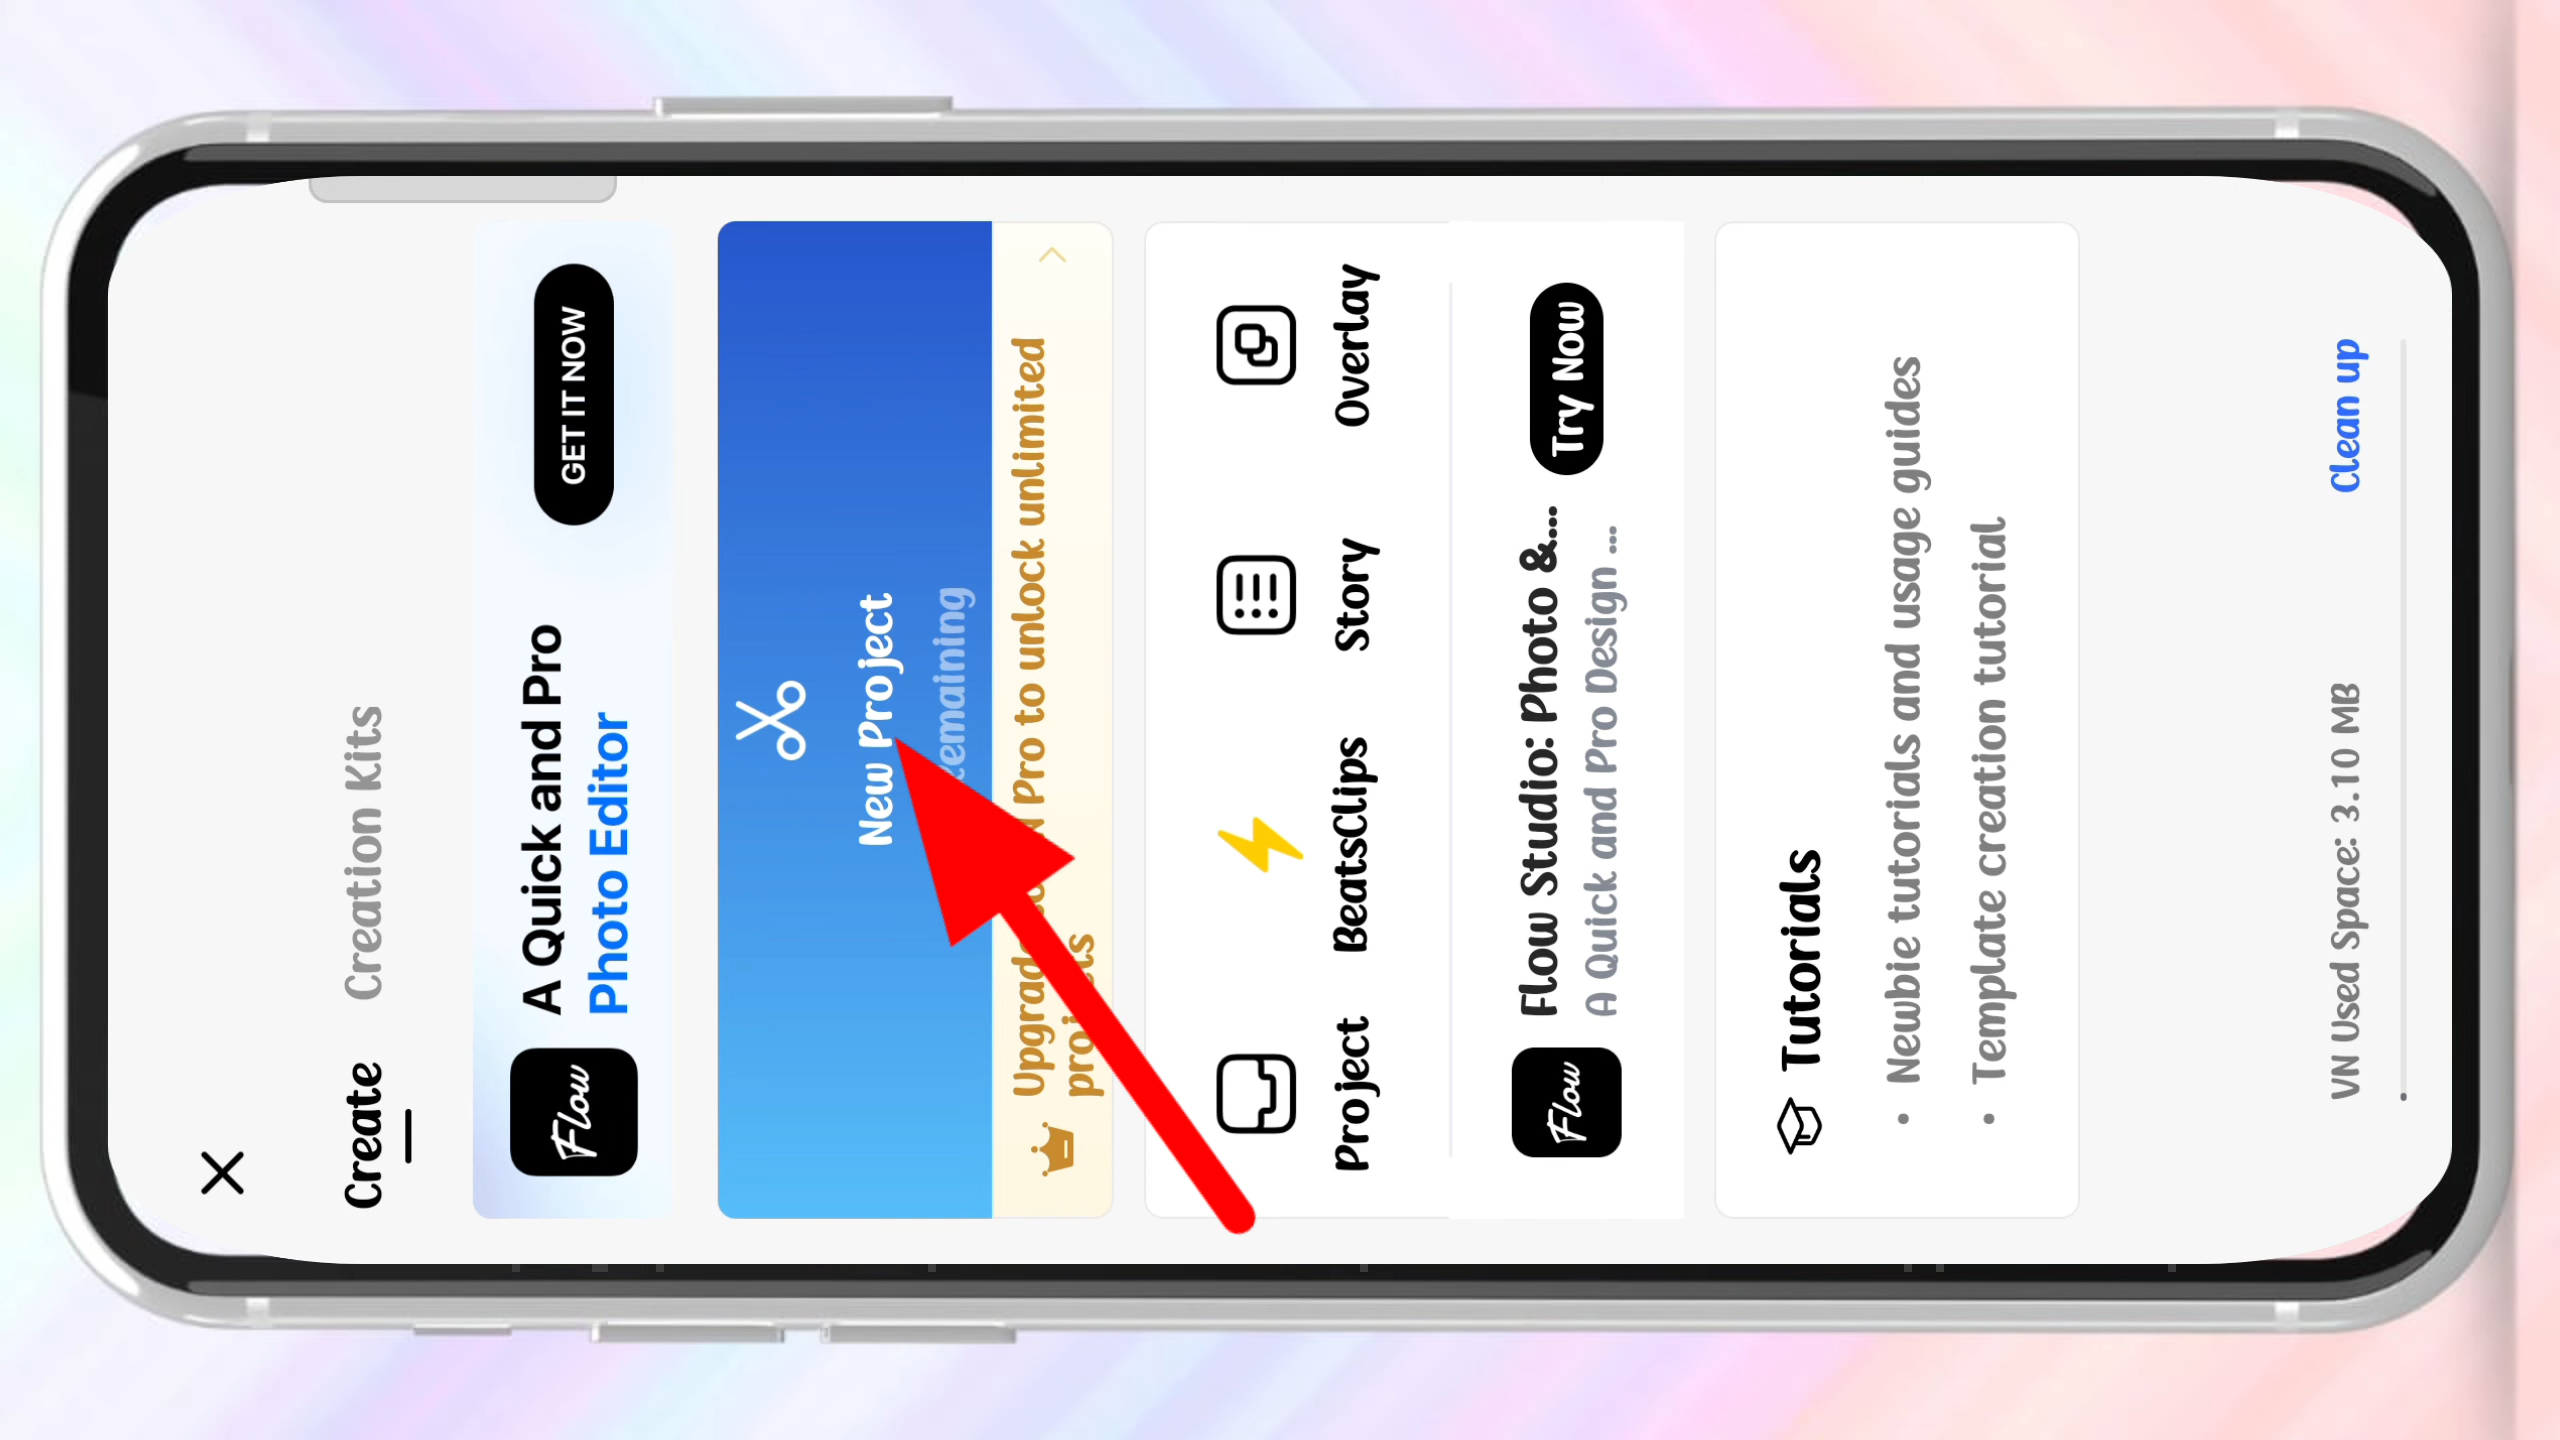 Create Creation Kits
Flow
A Quick and Pro
Photo Editor
GET IT NOW
New Project
Remaining
Pro to unlock unlimited
Project
BeatsClips
Story
Overlay
Flow
Flow Studio: Photo &...
A Quick and Pro Design ...
Try Now
Tutorials
• Newbie tutorials and usage guides
• Template creation tutorial
VN Used Space: 3.10 MB
Clean up